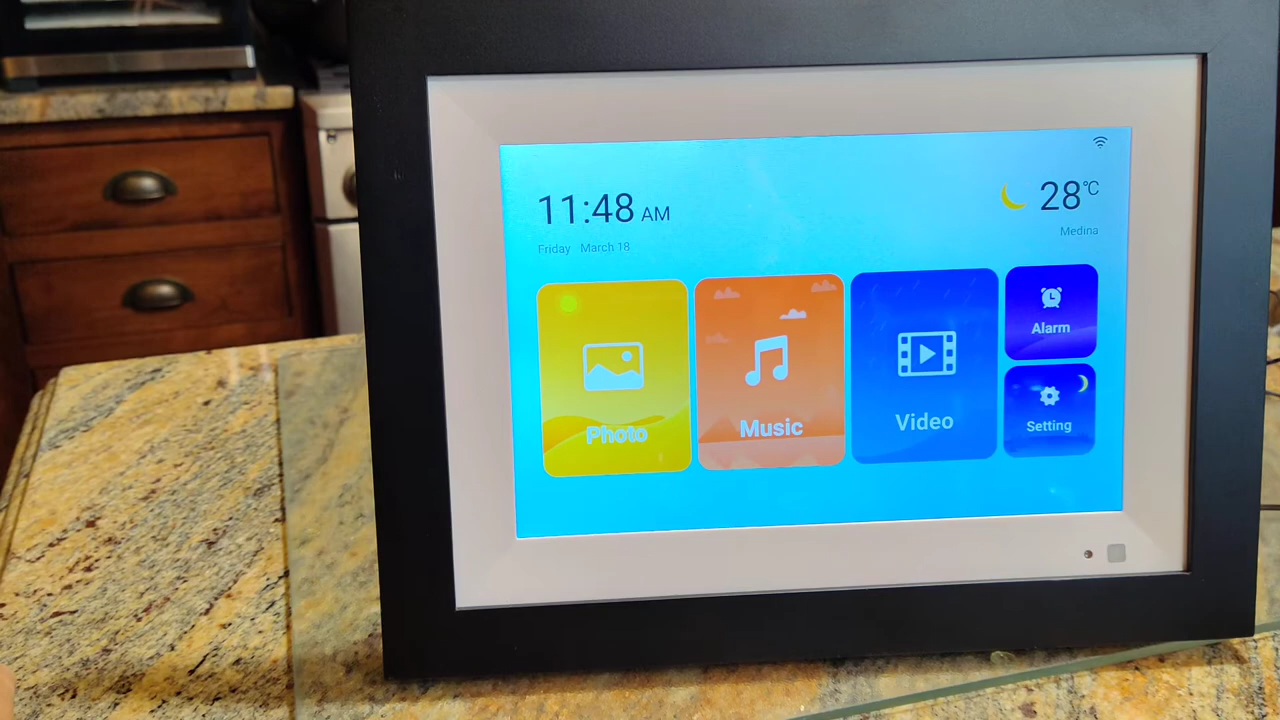 11:48 AM
Friday March 18
28°C
Medina
Photo
Music
Video
Alarm
Setting